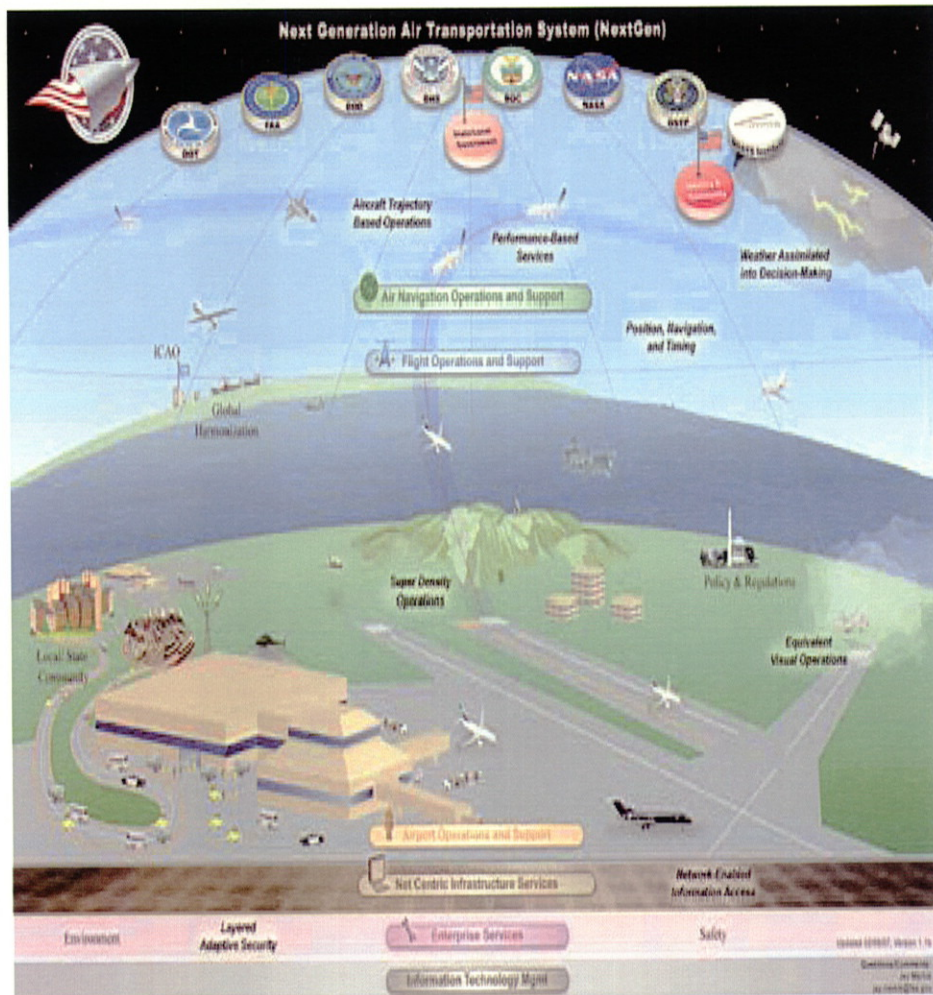 Next Generation Air Transportation System (NextGen)
DOT
FAA
DOD
DHS
DOC
NASA
NASA
OSTP
Aircraft Trajectory
Based Operations
Performance-Based
Services
Weather Assimilated
into Decision-Making
Air Navigation Operations and Support
Position, Navigation,
and Timing
ICAO
Flight Operations and Support
Global
Harmonization
Super Density
Operations
Policy & Regulations
Local/ State
Community
Equivalent
Visual Operations
Airport Operations and Support
Net Centric Infrastructure Services
Network-Enabled
Information Access
Environment
Layered
Adaptive Security
Enterprise Services
Safety
Information Technology Mgmt